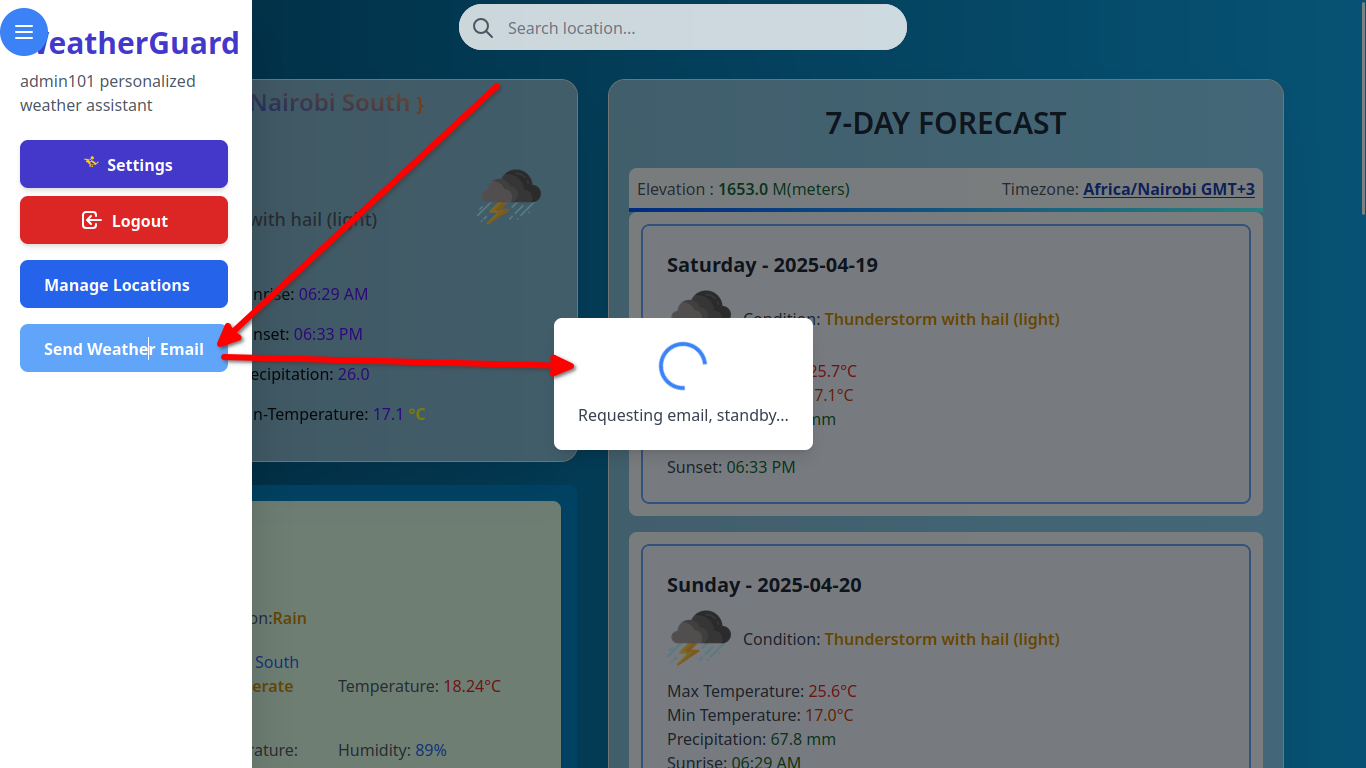 eatherGuard
admin101 personalized
weather assistant
Settings
Logout
Manage Locations
Send Weather Email
Search location...
Nairobi South }
with hail (light)
nrise: 06:29 AM
nset: 06:33 PM
ecipitation: 26.0
n-Temperature: 17.1 °C
on:Rain
South
erate
Temperature: 18.24°C
rature:
Humidity: 89%
Requesting email, standby...
7-DAY FORECAST
Elevation : 1653.0 M(meters)
Timezone: Africa/Nairobi GMT+3
Saturday - 2025-04-19
Condition: Thunderstorm with hail (light)
25.7°C
7.1°C
mm
Sunset: 06:33 PM
Sunday - 2025-04-20
Condition: Thunderstorm with hail (light)
Max Temperature: 25.6°C
Min Temperature: 17.0°C
Precipitation: 67.8 mm
Sunrise: 06:29 AM